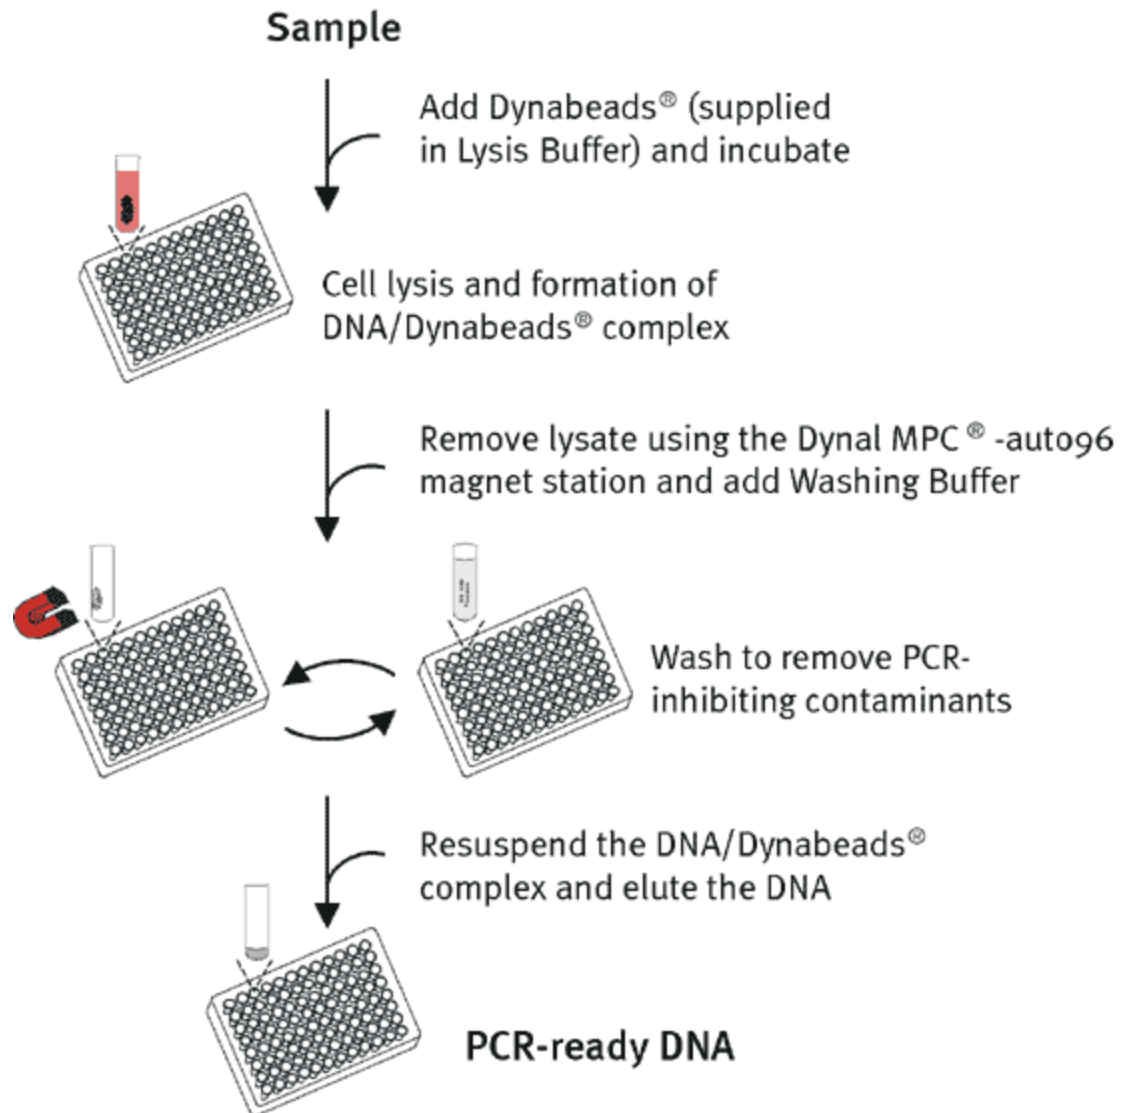 Sample
Add Dynabeads® (supplied
in Lysis Buffer) and incubate
Cell lysis and formation of
DNA/Dynabeads® complex
Remove lysate using the Dynal MPC® -auto96
magnet station and add Washing Buffer
Wash to remove PCR-
inhibiting contaminants
Resuspend the DNA/Dynabeads®
complex and elute the DNA
PCR-ready DNA